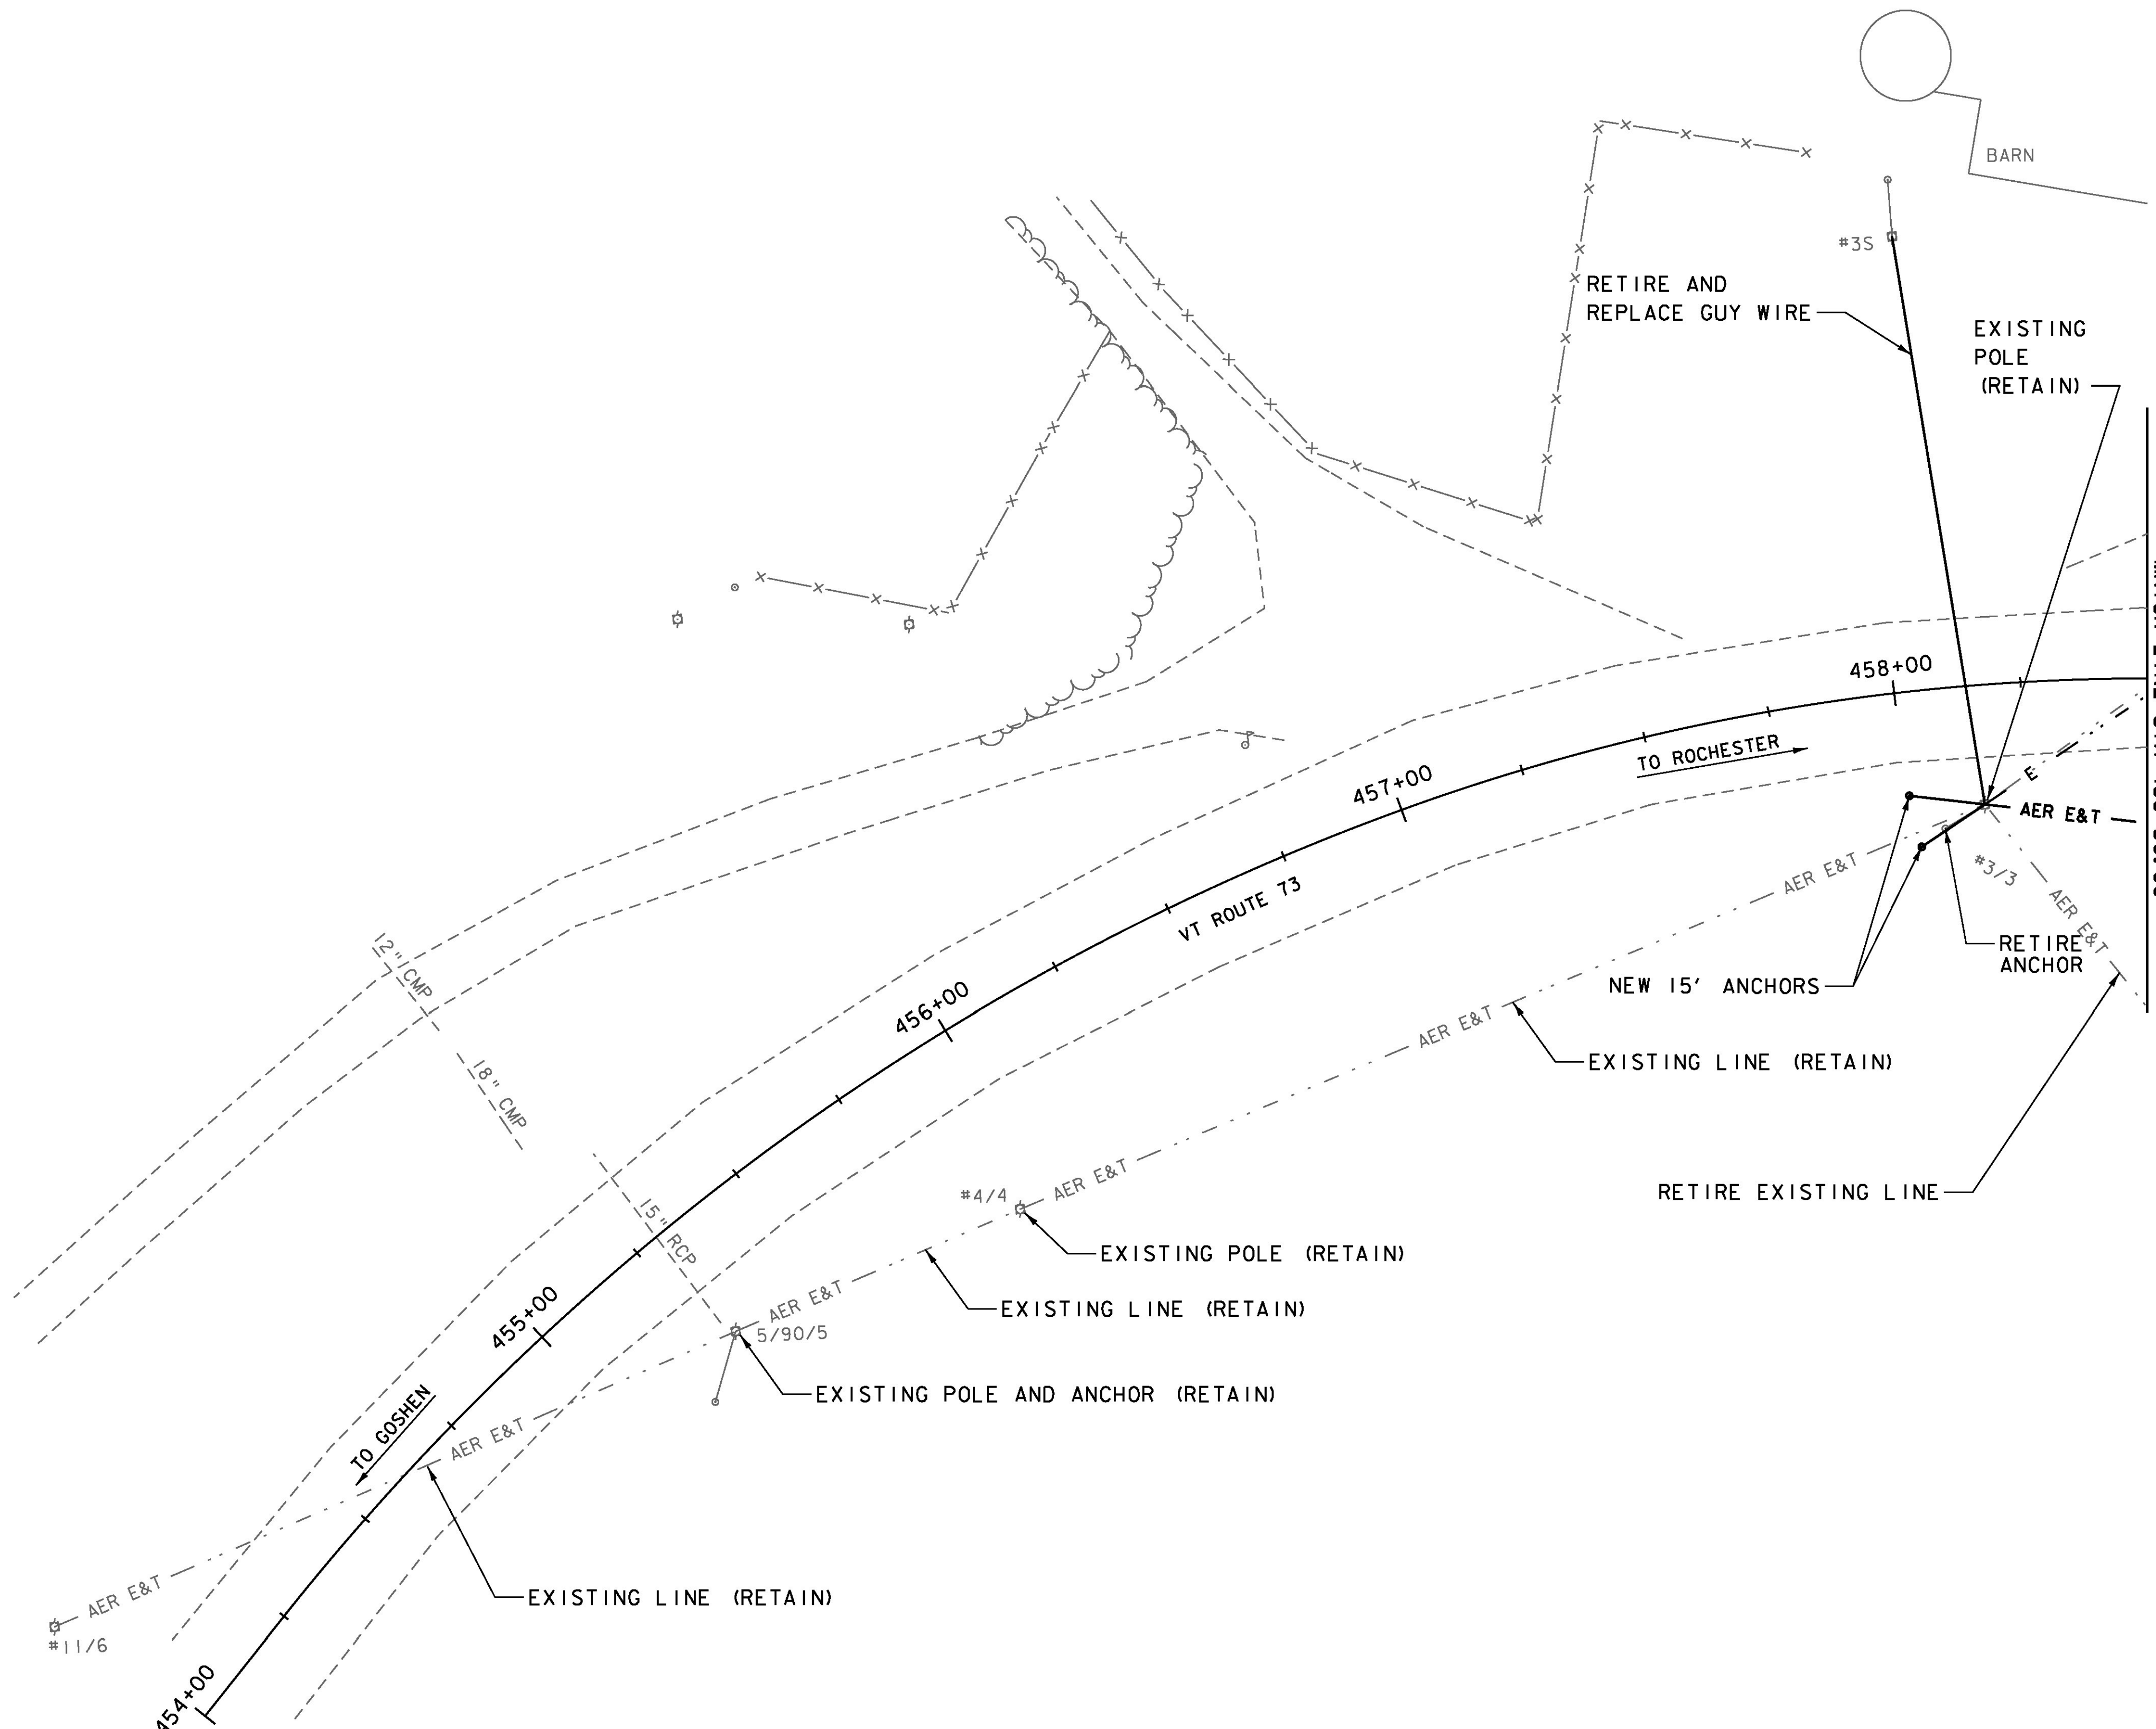 BARN
#3S
RETIRE AND
REPLACE GUY WIRE
EXISTING
POLE
(RETAIN)
458+00
TO ROCHESTER
457+00
E
AER E&T
#3/3
AER E&T
AER E&T
VT ROUTE 73
RETIRE
ANCHOR
NEW 15' ANCHORS
12" CMP
456+00
AER E&T
EXISTING LINE (RETAIN)
18" CMP
RETIRE EXISTING LINE
#4/4
AER E&T
15" RCP
EXISTING POLE (RETAIN)
AER E&T
EXISTING LINE (RETAIN)
455+00
5/90/5
EXISTING POLE AND ANCHOR (RETAIN)
TO GOSHEN
AER E&T
AER E&T
EXISTING LINE (RETAIN)
#11/6
454+00